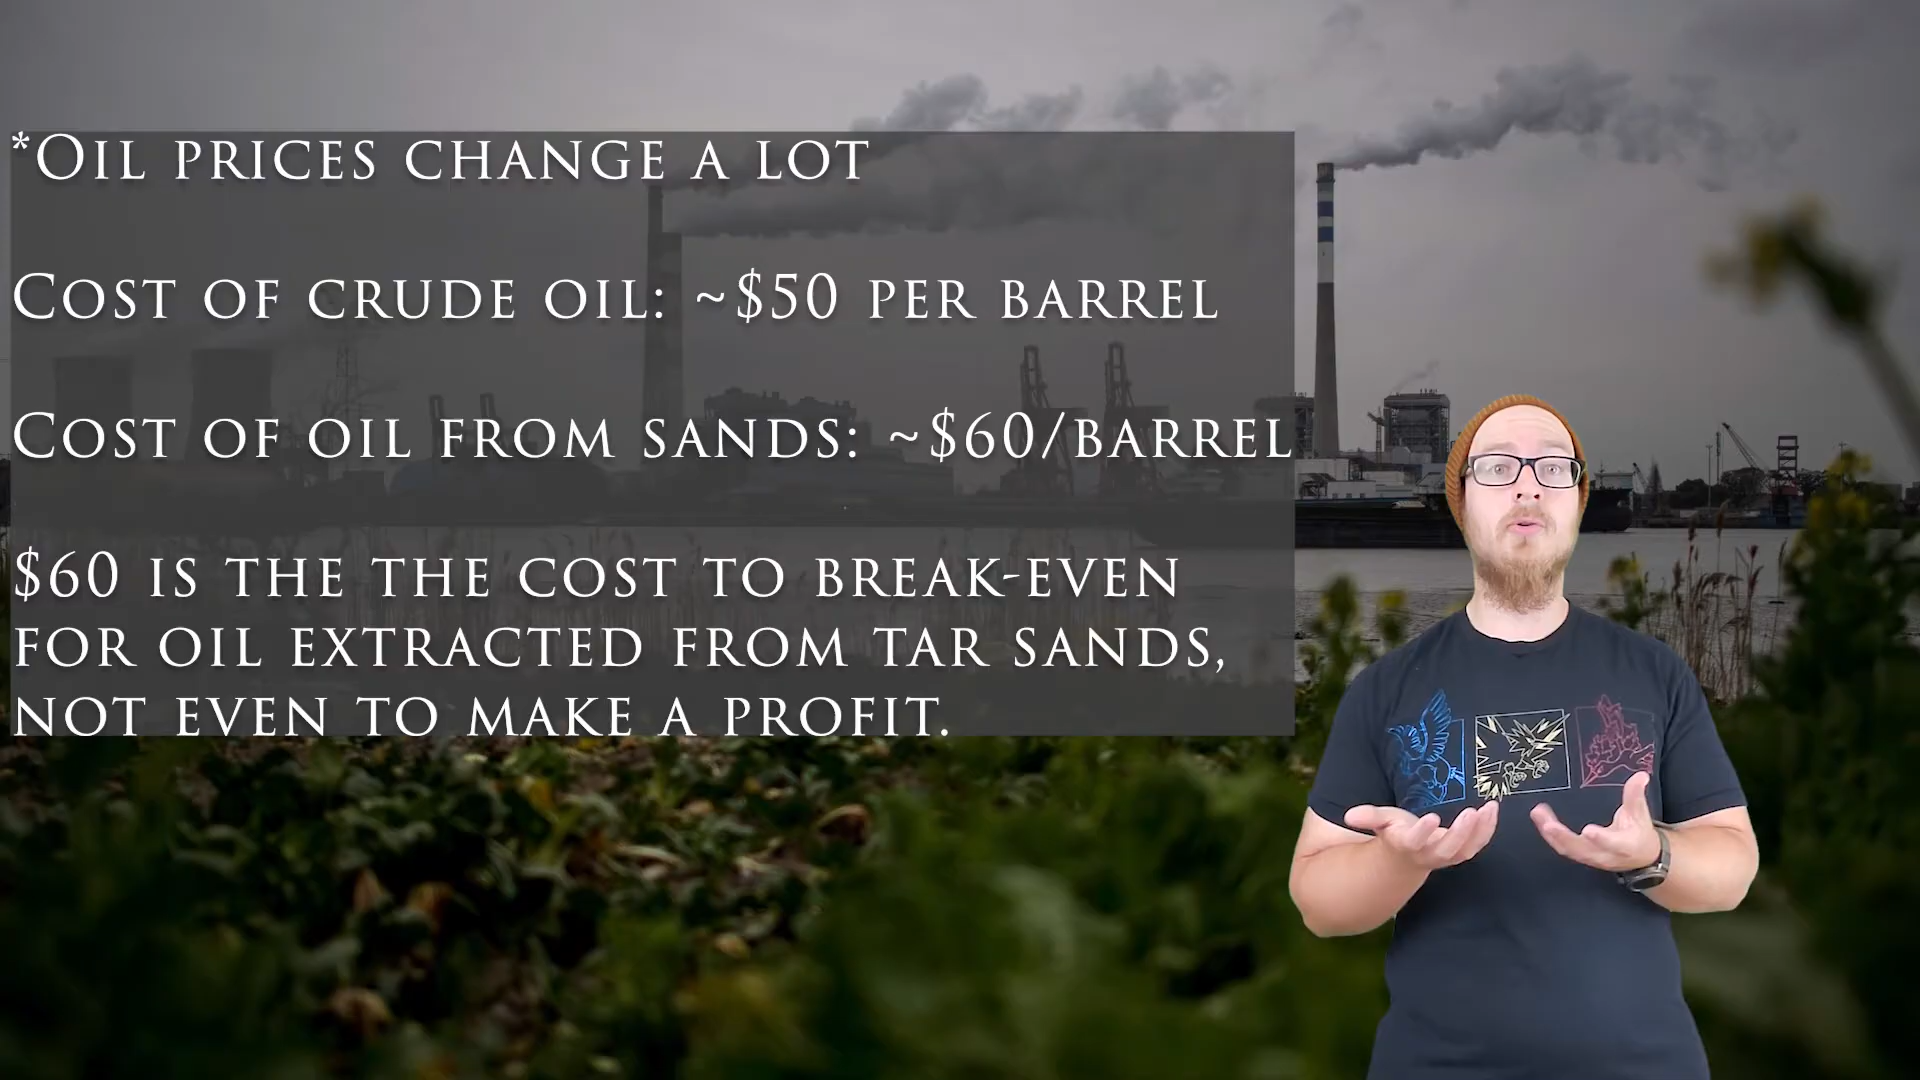 *Oil prices change a lot
Cost of crude oil: ~$50 per barrel
Cost of oil from sands: ~$60/barrel
$60 is the the cost to break-even
for oil extracted from tar sands,
not even to make a profit.